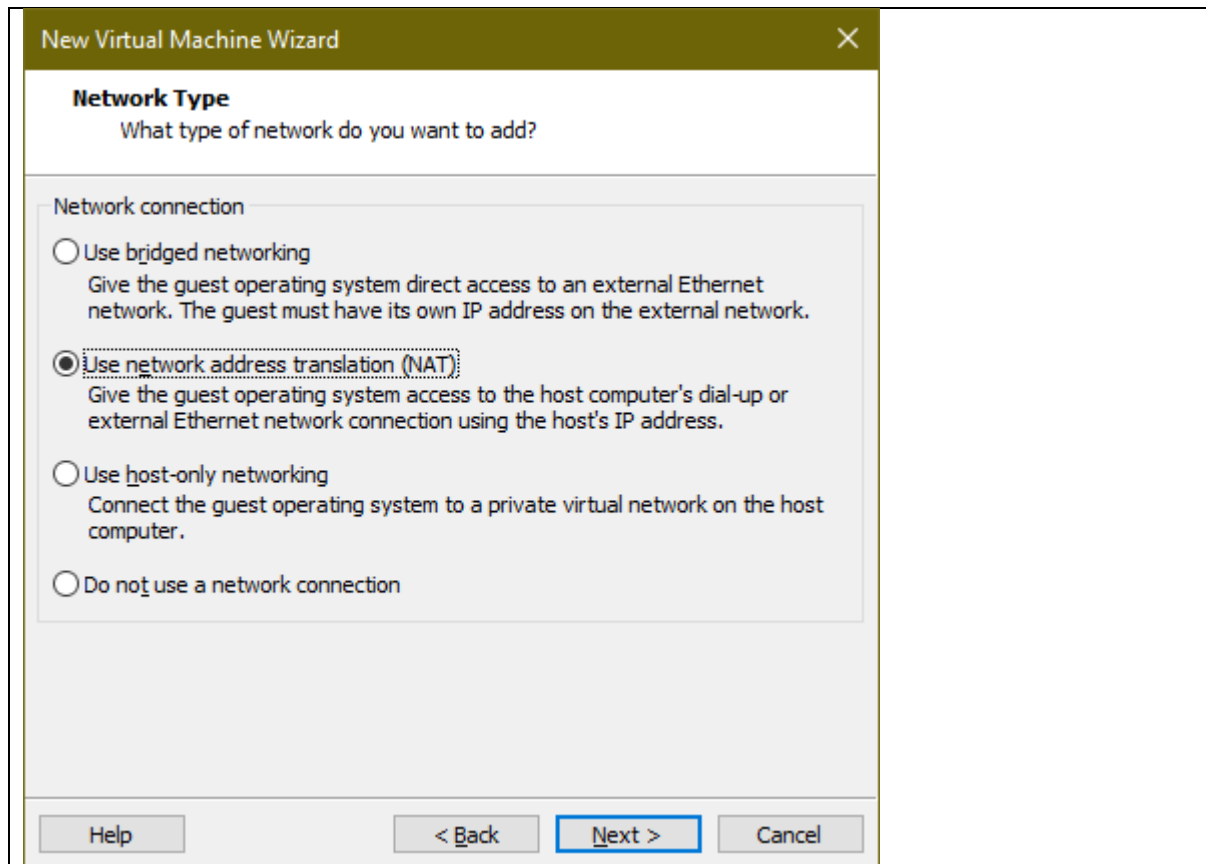 New Virtual Machine Wizard
Network Type
What type of network do you want to add?
Network connection
Use bridged networking
Give the guest operating system direct access to an external Ethernet
network. The guest must have its own IP address on the external network.
Use network address translation (NAT)
Give the guest operating system access to the host computer's dial-up or
external Ethernet network connection using the host's IP address.
Use host-only networking
Connect the guest operating system to a private virtual network on the host
computer.
Do not use a network connection
Help
< Back
Next >
Cancel